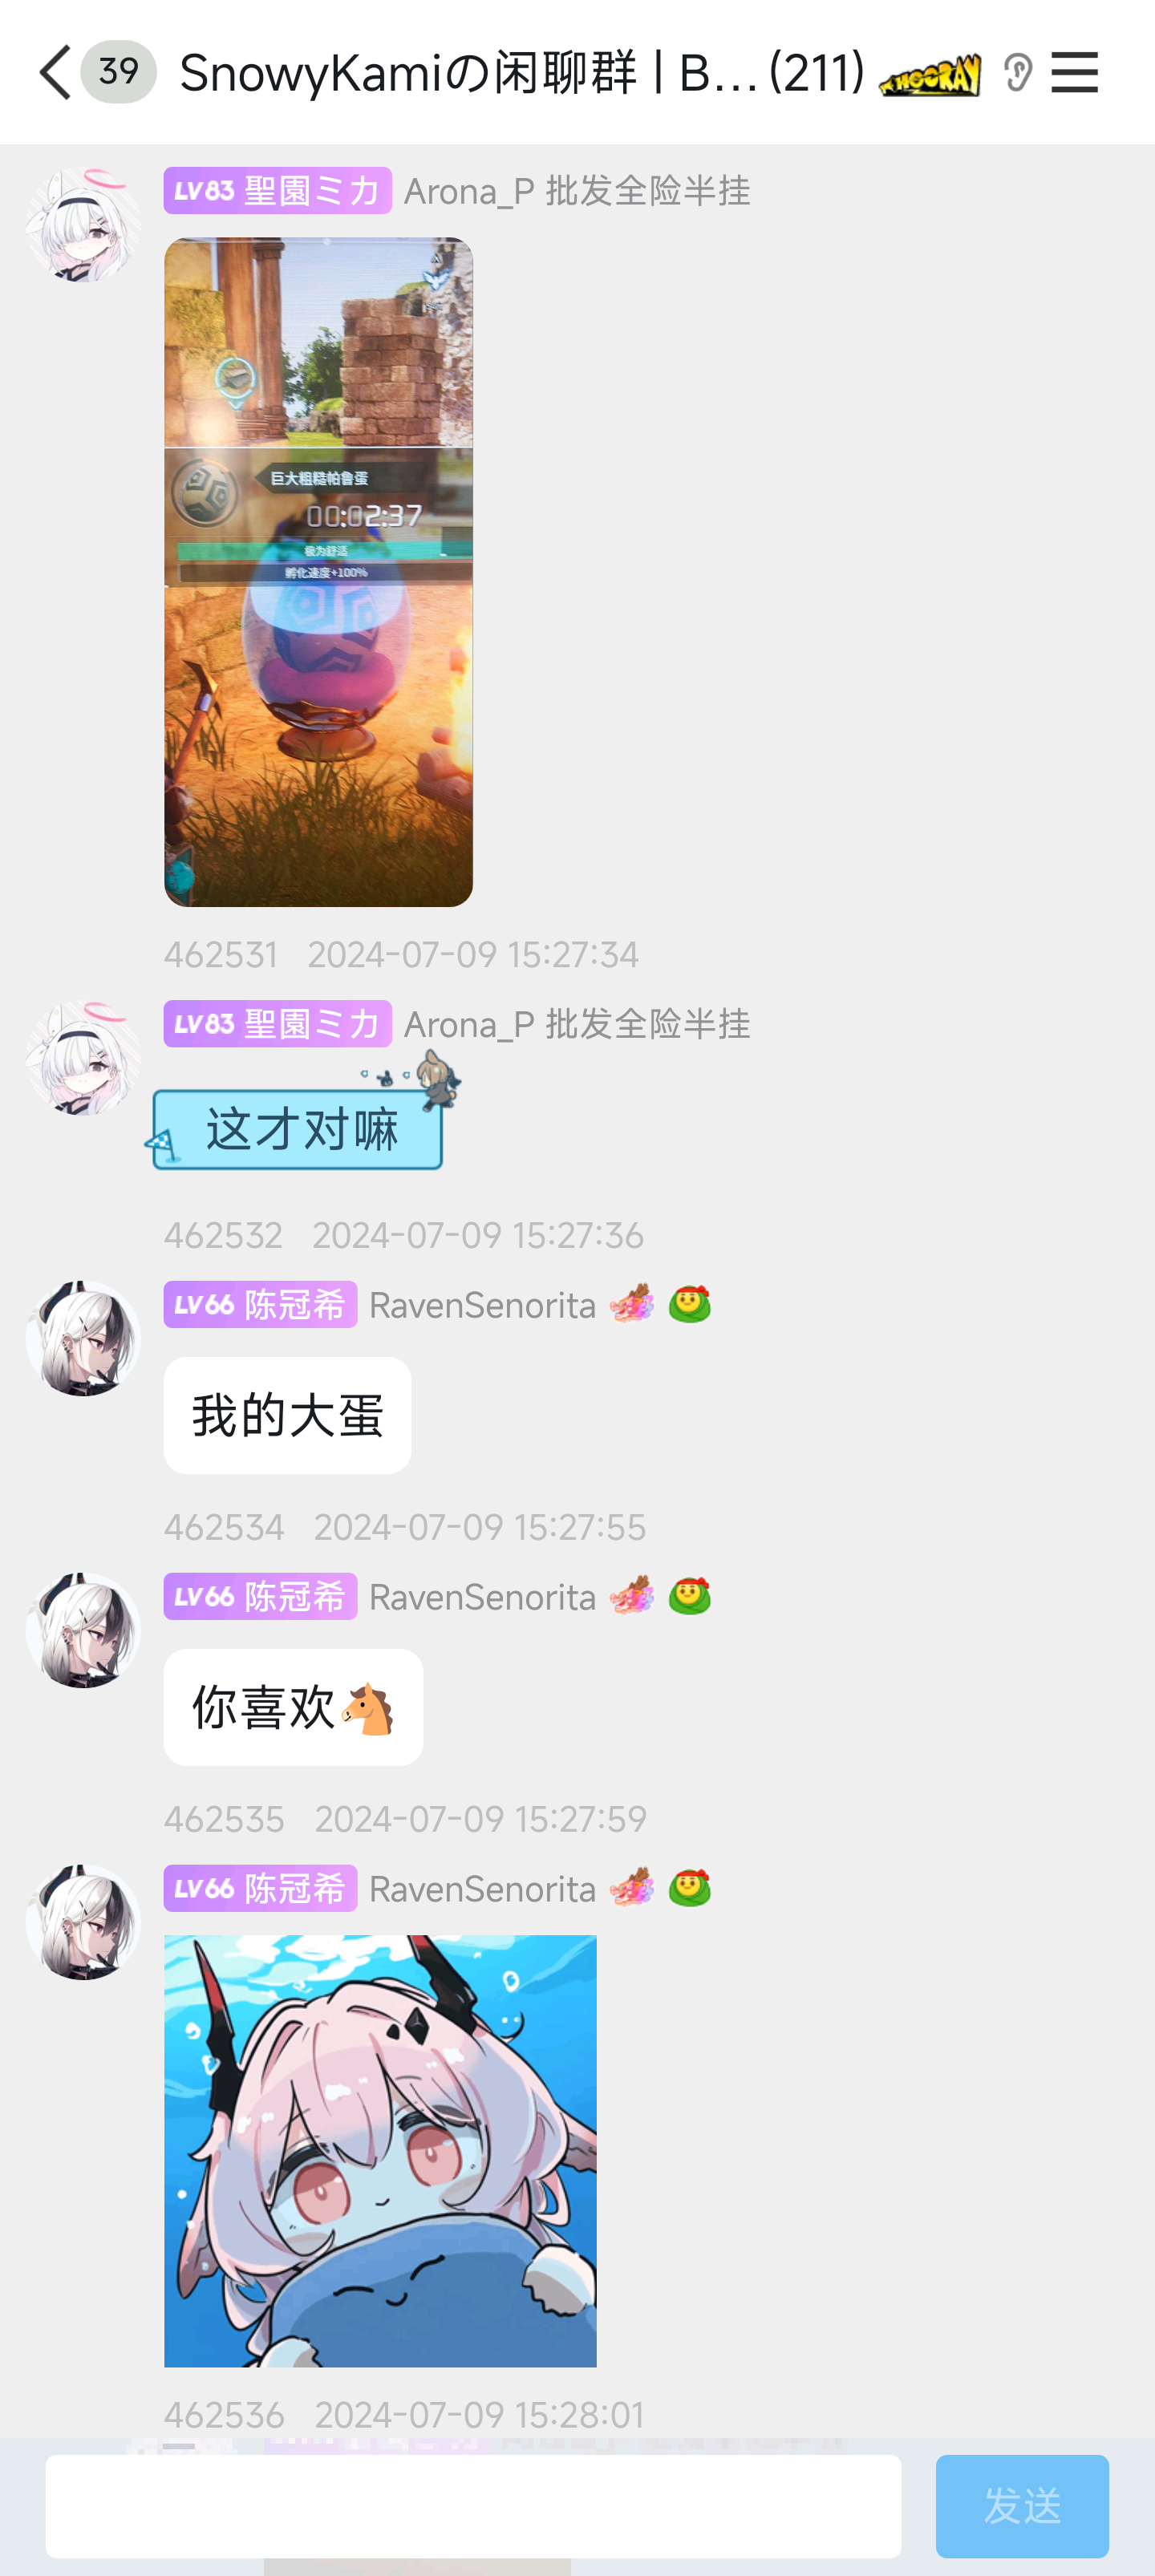 39 SnowyKamiの闲聊群 | B... (211) HOORAY
LV83 聖園ミカ Arona_P 批发全险半挂
巨大粗糙帕鲁蛋
00:02:37
极为舒适
孵化速度+100%
462531 2024-07-09 15:27:34
LV83 聖園ミカ Arona_P 批发全险半挂
这才对嘛
462532 2024-07-09 15:27:36
LV66 陈冠希 RavenSenorita
我的大蛋
462534 2024-07-09 15:27:55
LV66 陈冠希 RavenSenorita
你喜欢🐴
462535 2024-07-09 15:27:59
LV66 陈冠希 RavenSenorita
462536 2024-07-09 15:28:01
发送